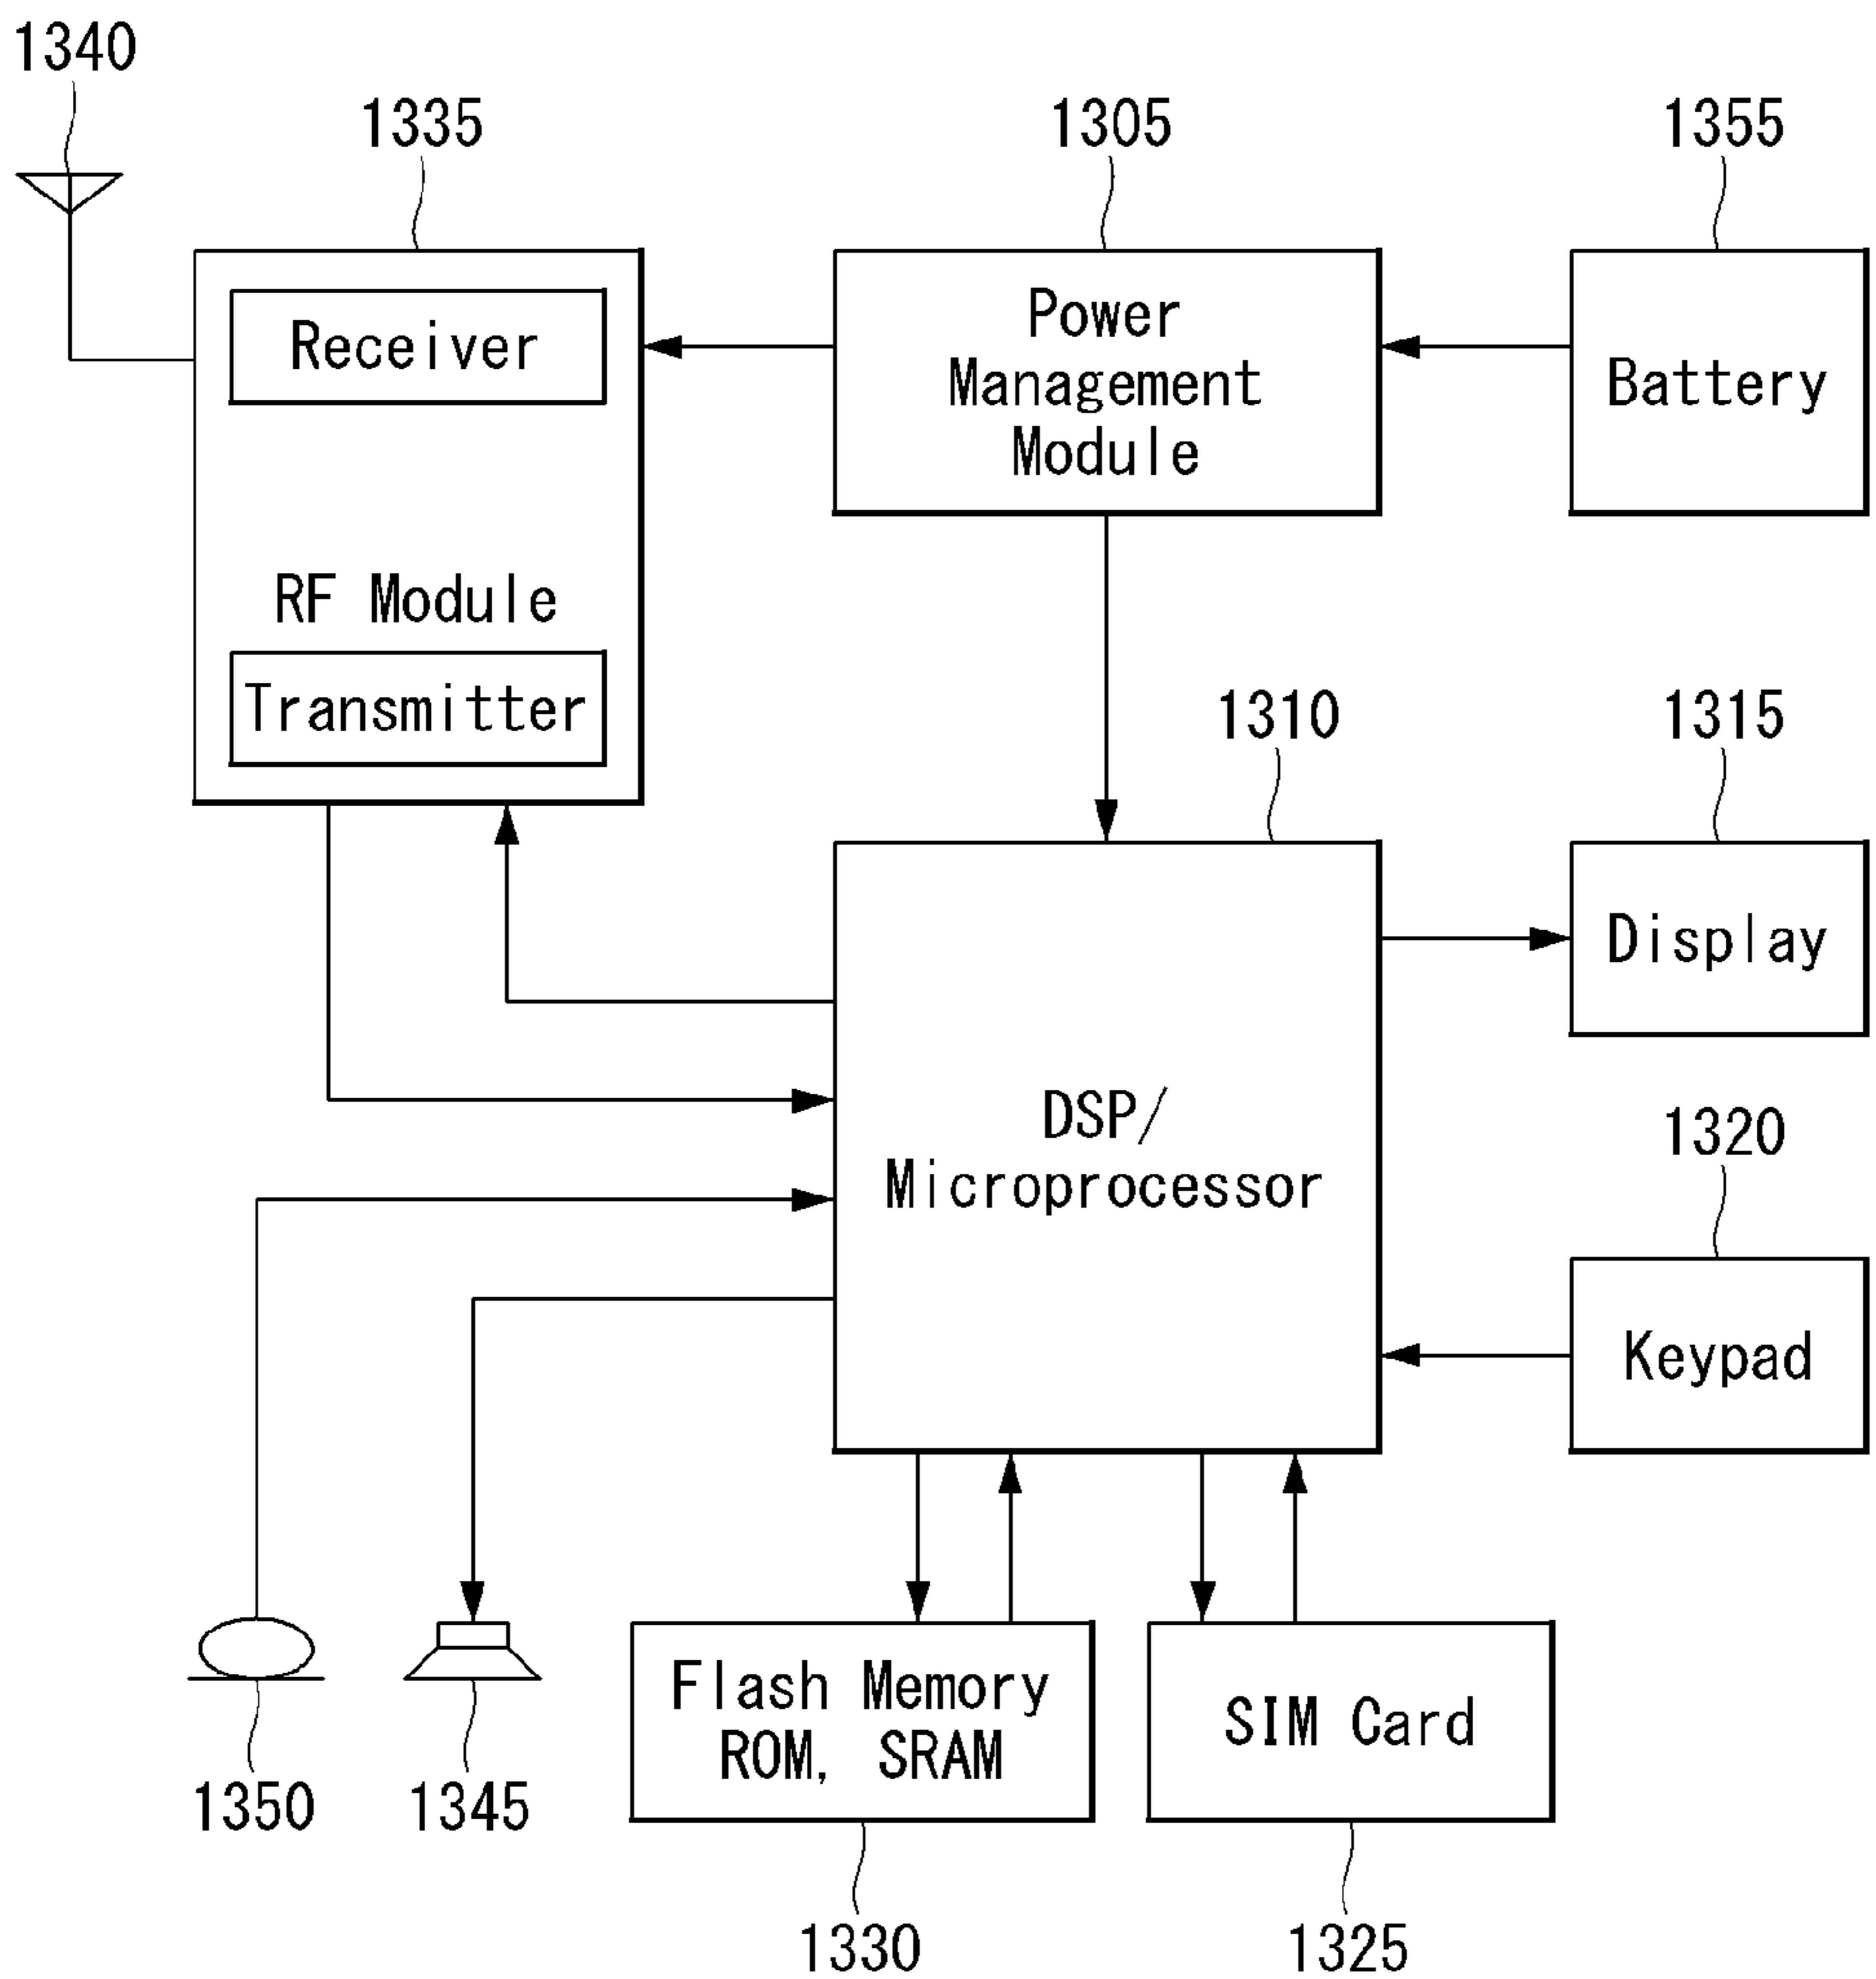 1340
1335
1305
1355
Receiver
RF Module
Transmitter
Power
Management
Module
Battery
1310
1315
DSP/
Microprocessor
Display
1320
Keypad
1350
1345
Flash Memory
ROM, SRAM
SIM Card
1330
1325